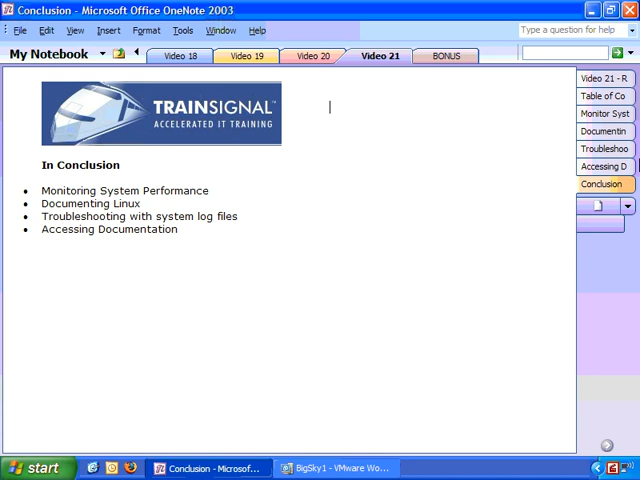 Conclusion - Microsoft Office OneNote 2003
File Edit View Insert Format Tools Window Help Type a question for help
My Notebook Video 18 Video 19 Video 20 Video 21 BONUS
Video 21 - R
Table of Co
Monitor Syst
Documentin
Troubleshoo
Accessing D
Conclusion
TRAINSIGNAL™
ACCELERATED IT TRAINING
In Conclusion
• Monitoring System Performance
• Documenting Linux
• Troubleshooting with system log files
• Accessing Documentation
start Conclusion - Microsof... BigSky1 - VMware Wo...